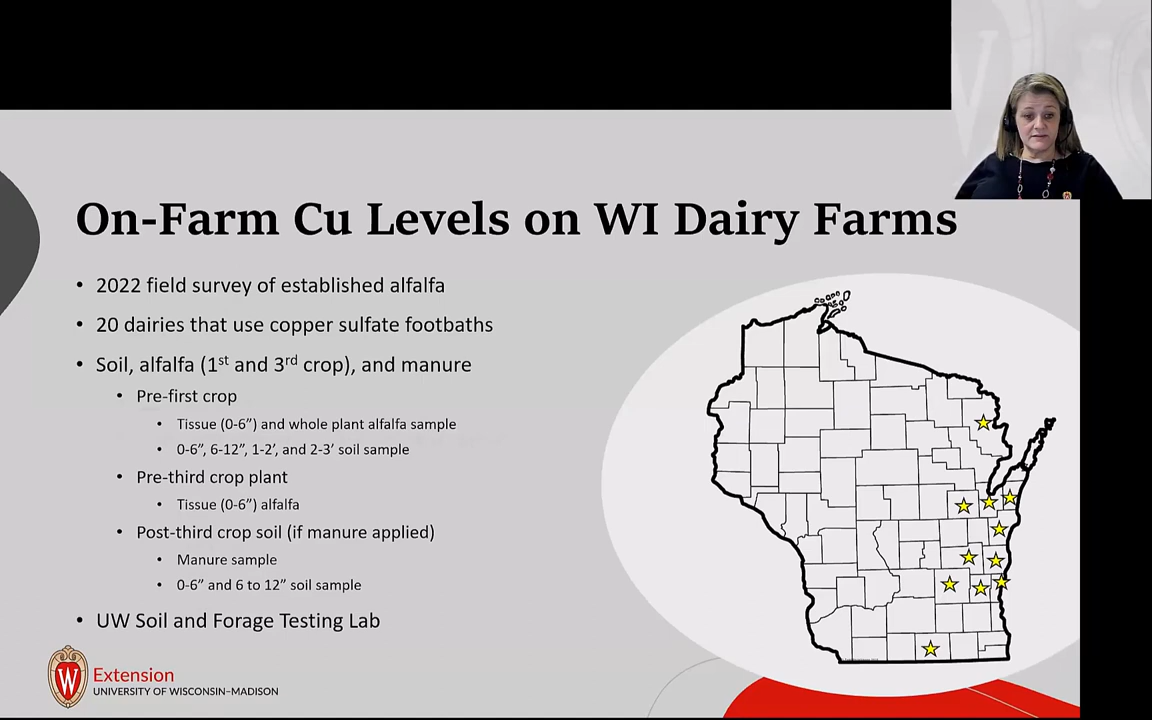 On-Farm Cu Levels on WI Dairy Farms
• 2022 field survey of established alfalfa
• 20 dairies that use copper sulfate footbaths
• Soil, alfalfa (1st and 3rd crop), and manure
• Pre-first crop
• Tissue (0-6”) and whole plant alfalfa sample
• 0-6”, 6-12”, 1-2’, and 2-3’ soil sample
• Pre-third crop plant
• Tissue (0-6”) alfalfa
• Post-third crop soil (if manure applied)
• Manure sample
• 0-6” and 6 to 12” soil sample
• UW Soil and Forage Testing Lab
W
Extension
UNIVERSITY OF WISCONSIN–MADISON